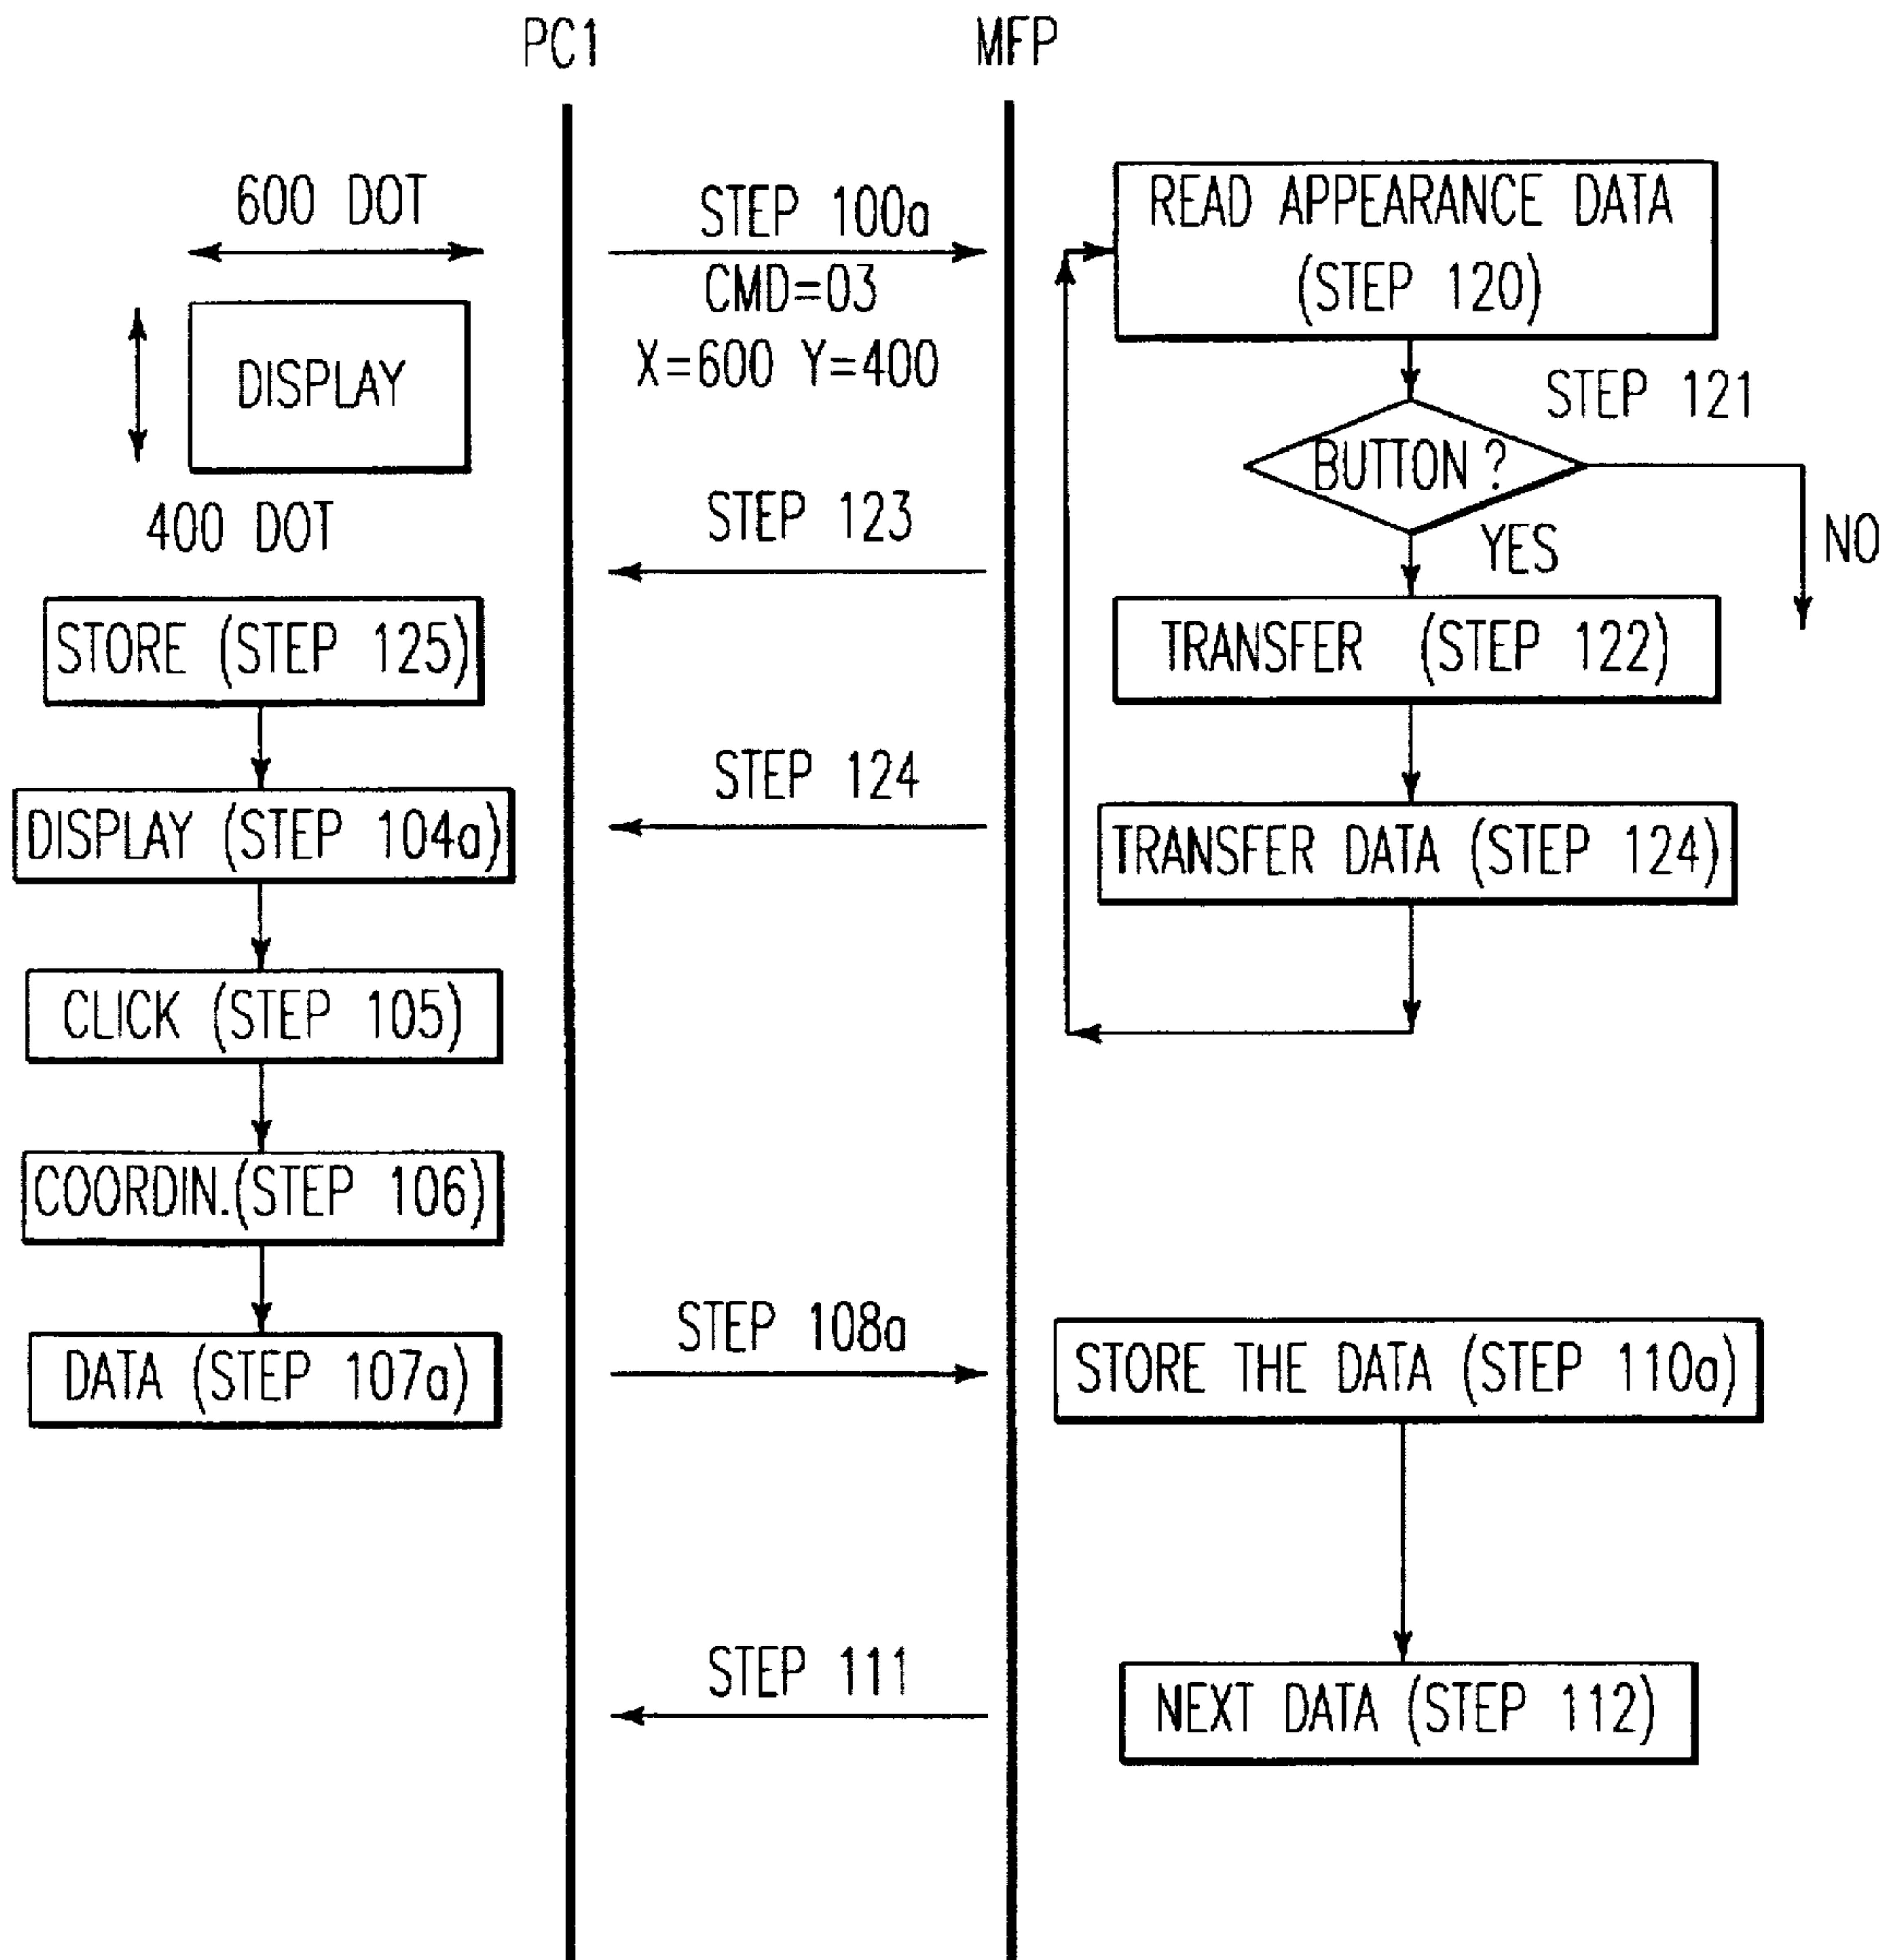 PC1
MFP
600 DOT
DISPLAY
400 DOT
STORE (STEP 125)
DISPLAY (STEP 104a)
CLICK (STEP 105)
COORDIN.(STEP 106)
DATA (STEP 107a)
STEP 100a
CMD=03
X=600 Y=400
STEP 123
STEP 124
STEP 108a
STEP 111
READ APPEARANCE DATA
(STEP 120)
STEP 121
BUTTON ?
YES
NO
TRANSFER (STEP 122)
TRANSFER DATA (STEP 124)
STORE THE DATA (STEP 110a)
NEXT DATA (STEP 112)